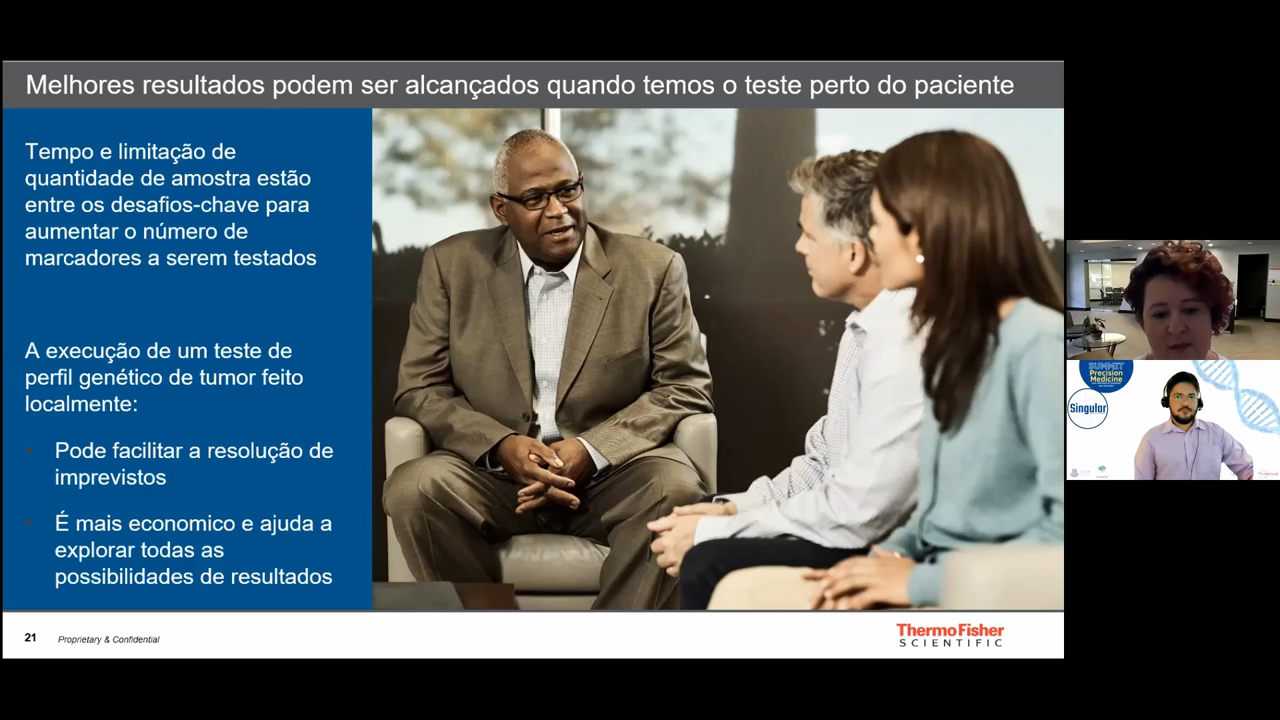 Melhores resultados podem ser alcançados quando temos o teste perto do paciente
Tempo e limitação de
quantidade de amostra estão
entre os desafios-chave para
aumentar o número de
marcadores a serem testados
A execução de um teste de
perfil genético de tumor feito
localmente:
Pode facilitar a resolução de
imprevistos
É mais economico e ajuda a
explorar todas as
possibilidades de resultados
21
Proprietary & Confidential
ThermoFisher
SCIENTIFIC
SUMMIT
Precision
Medicine
Singular